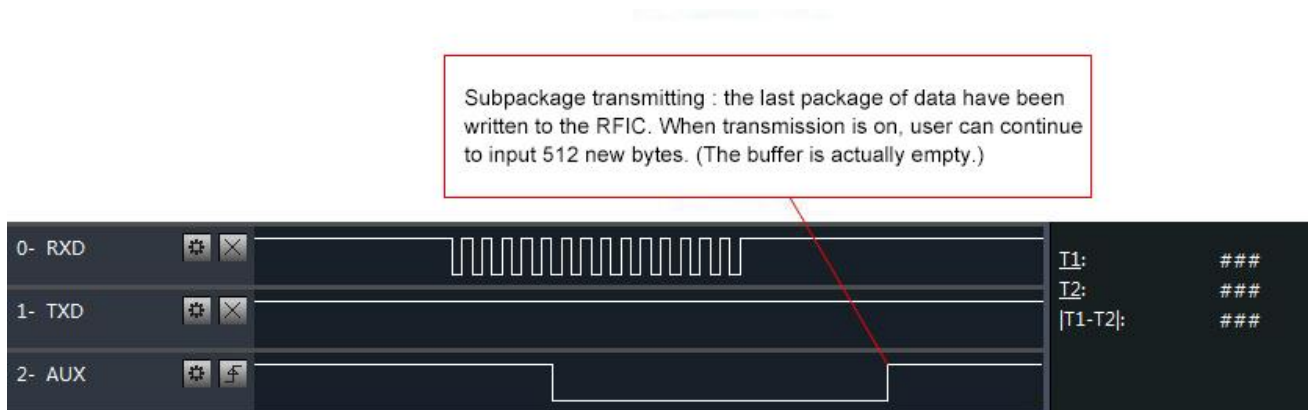 Subpackage transmitting : the last package of data have been
written to the RFIC. When transmission is on, user can continue
to input 512 new bytes. (The buffer is actually empty.)
0- RXD
T1: ###
1- TXD
T2: ###
|T1-T2|: ###
2- AUX